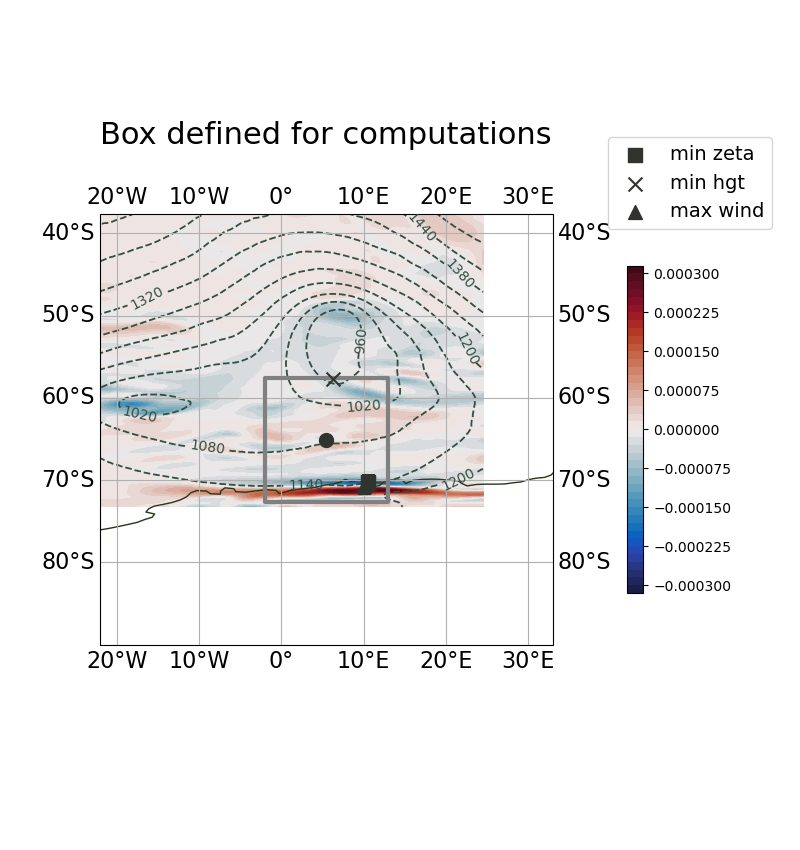 Box defined for computations
min zeta
min hgt
max wind
20°W 10°W 0° 10°E 20°E 30°E
40°S 40°S
50°S
60°S
70°S 70°S
80°S 80°S
20°W 10°W 0° 10°E 20°E 30°E
1440
1380
1320
1200
960
1020
1020
1080
1140
1200
0.000300
0.000225
0.000150
0.000075
0.000000
−0.000075
−0.000150
−0.000225
−0.000300
50°S
60°S